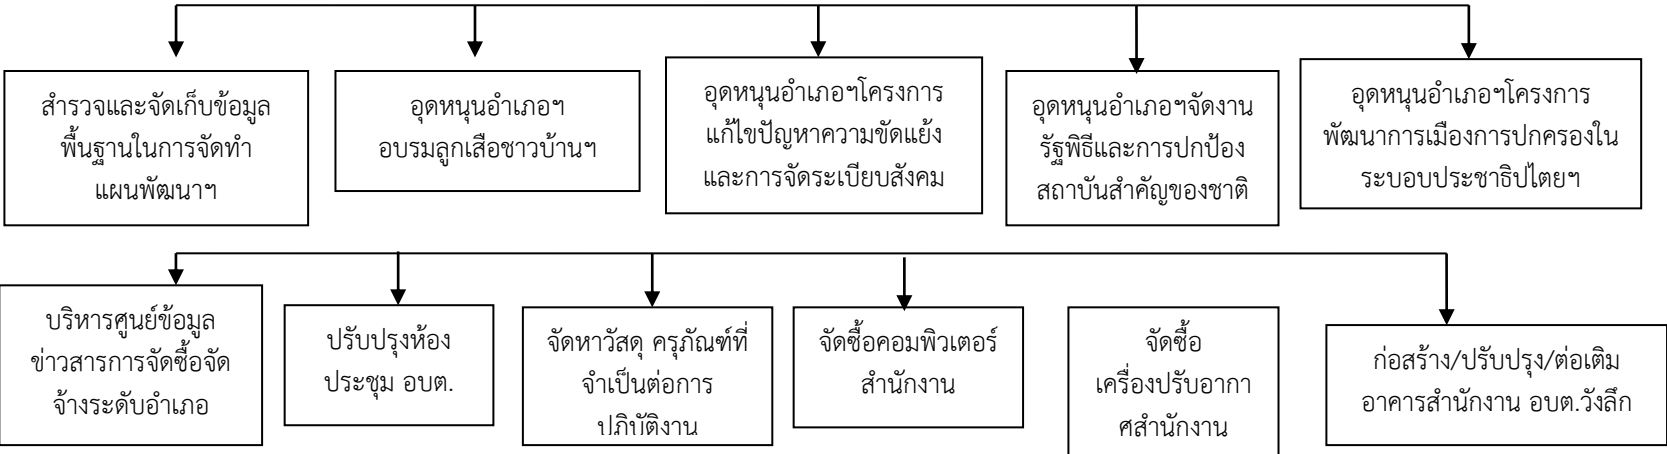 สำรวจและจัดเก็บข้อมูล
พื้นฐานในการจัดทำ
แผนพัฒนาฯ
อุดหนุนอำเภอฯ
อบรมลูกเสือชาวบ้านฯ
อุดหนุนอำเภอฯโครงการ
แก้ไขปัญหาความขัดแย้ง
และการจัดระเบียบสังคม
อุดหนุนอำเภอฯจัดงาน
รัฐพิธีและการปกป้อง
สถาบันสำคัญของชาติ
อุดหนุนอำเภอฯโครงการ
พัฒนาการเมืองการปกครองใน
ระบอบประชาธิปไตยฯ
บริหารศูนย์ข้อมูล
ข่าวสารการจัดซื้อจัด
จ้างระดับอำเภอ
ปรับปรุงห้อง
ประชุม อบต.
จัดหาวัสดุ ครุภัณฑ์ที่
จำเป็นต่อการ
ปฏิบัติงาน
จัดซื้อคอมพิวเตอร์
สำนักงาน
จัดซื้อ
เครื่องปรับอากา
ศสำนักงาน
ก่อสร้าง/ปรับปรุง/ต่อเติม
อาคารสำนักงาน อบต.วังลึก